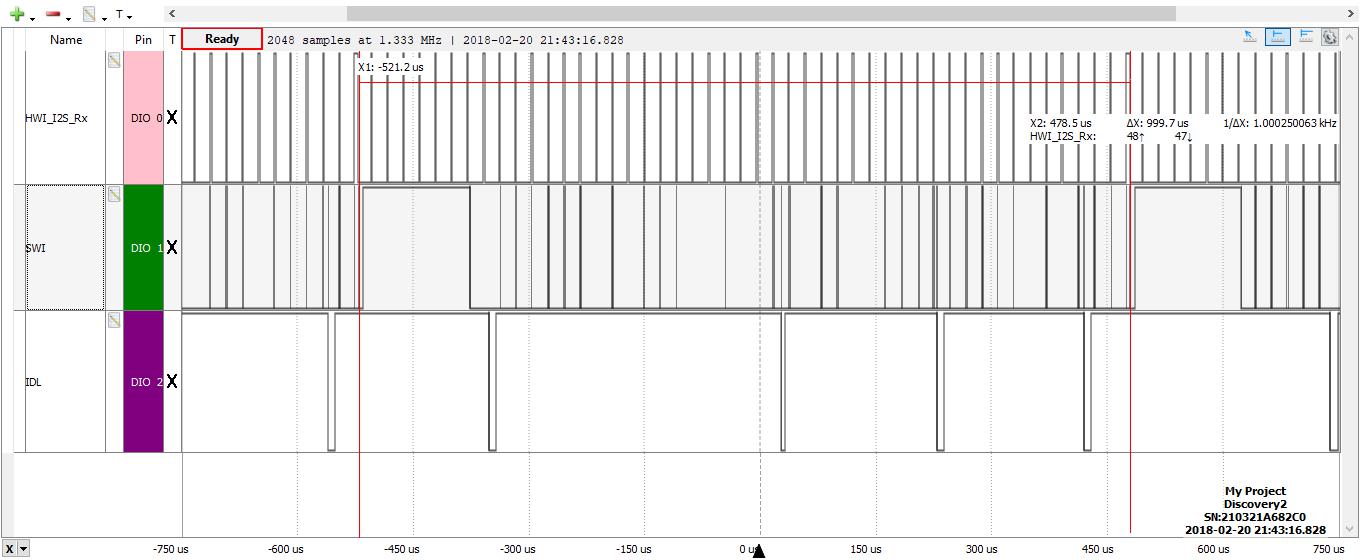 T
Name Pin T Ready 2048 samples at 1.333 MHz | 2018-02-20 21:43:16.828
X1: -521.2 us
HWI_I2S_Rx DIO 0 X
X2: 478.5 us ΔX: 999.7 us 1/ΔX: 1.000250063 kHz
HWI_I2S_Rx: 48↑ 47↓
SWI DIO 1 X
IDL DIO 2 X
My Project
Discovery2
SN:210321A682C0
2018-02-20 21:43:16.828
X -750 us -600 us -450 us -300 us -150 us 0 us 150 us 300 us 450 us 600 us 750 us